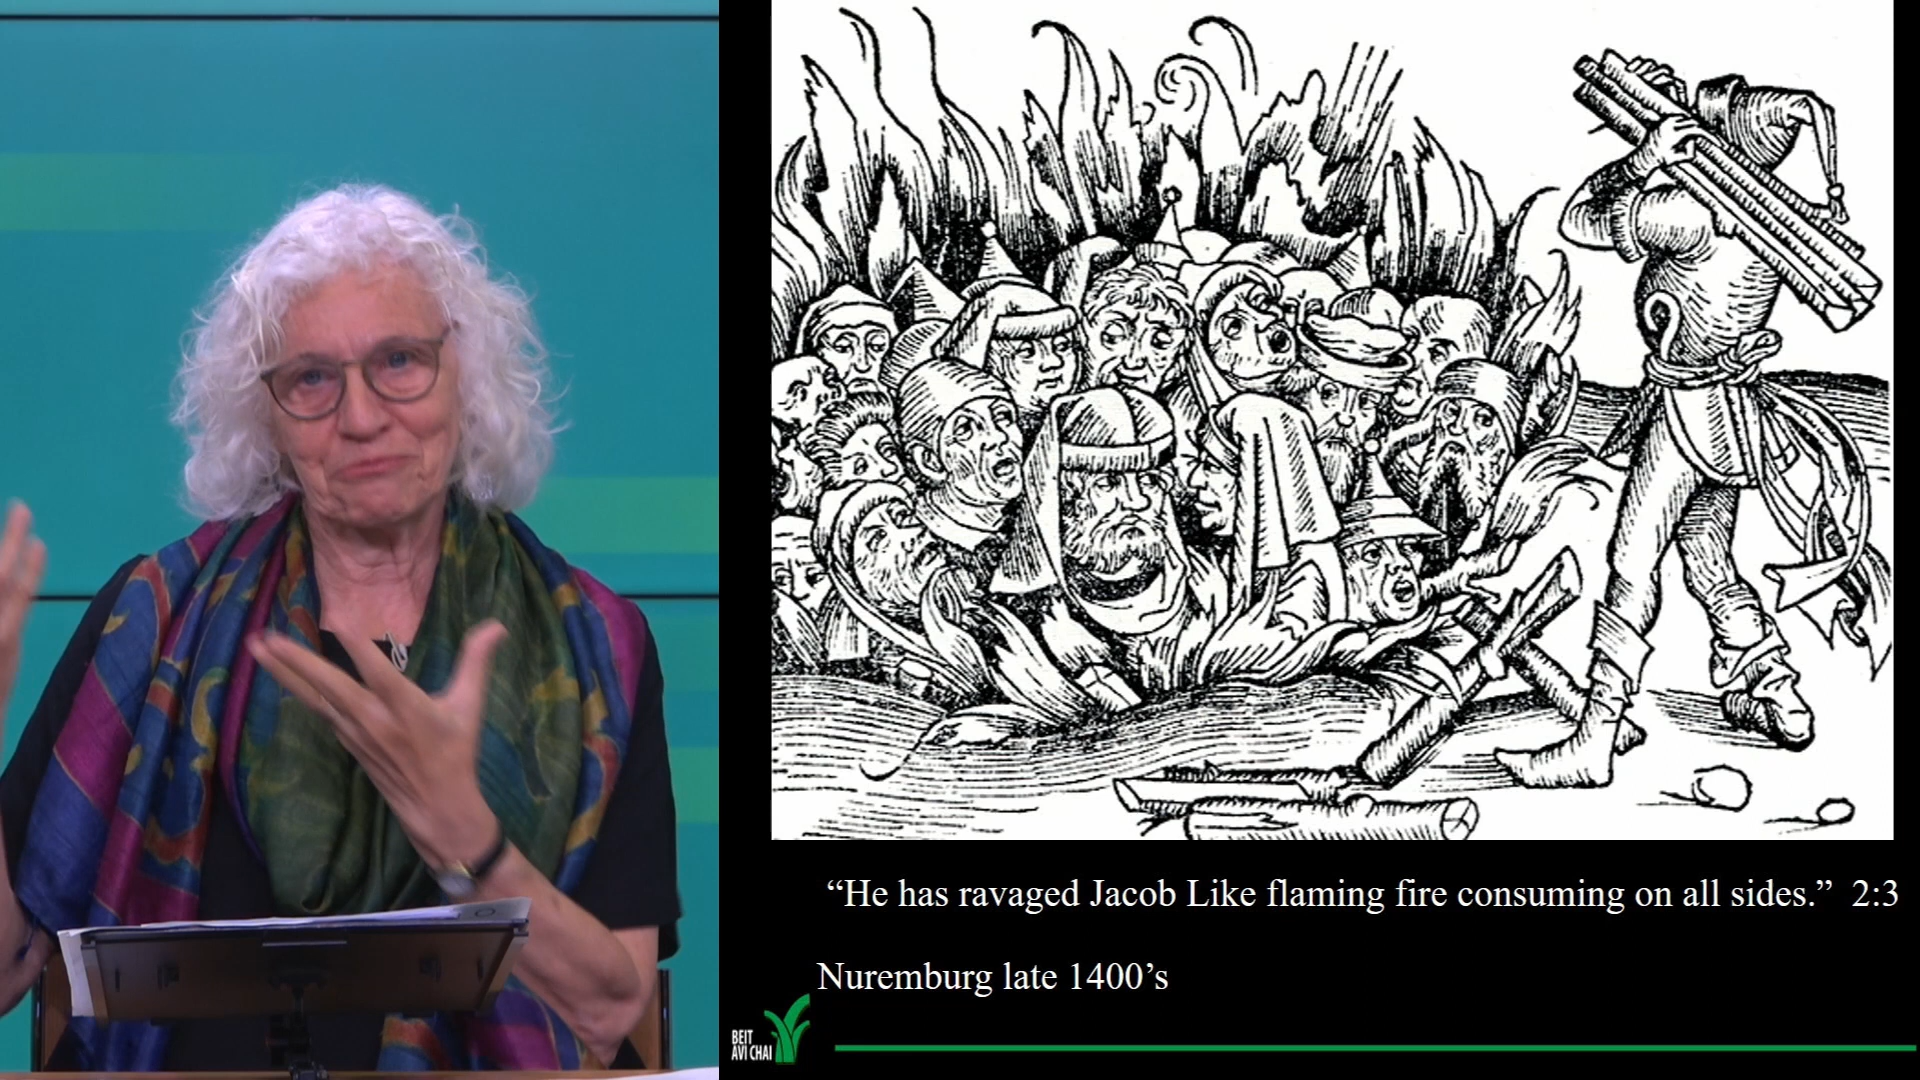 “He has ravaged Jacob Like flaming fire consuming on all sides.” 2:3
Nuremburg late 1400’s
BEIT
AVI CHAI